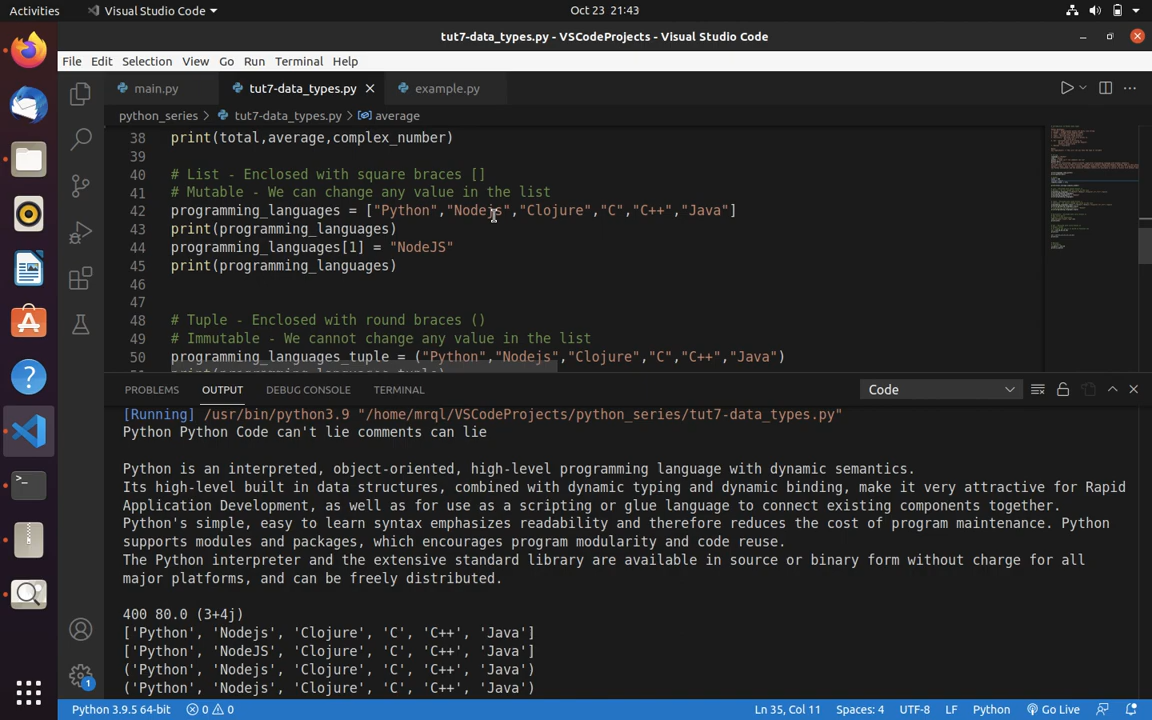 Activities
Visual Studio Code
Oct 23 21:43
tut7-data_types.py - VSCodeProjects - Visual Studio Code
File Edit Selection View Go Run Terminal Help
main.py
tut7-data_types.py
example.py
python_series > tut7-data_types.py > average
38 print(total,average,complex_number)
39
40 # List - Enclosed with square braces []
41 # Mutable - We can change any value in the list
42 programming_languages = ["Python","Nodejs","Clojure","C","C++","Java"]
43 print(programming_languages)
44 programming_languages[1] = "NodeJS"
45 print(programming_languages)
46
47
48 # Tuple - Enclosed with round braces ()
49 # Immutable - We cannot change any value in the list
50 programming_languages_tuple = ("Python","Nodejs","Clojure","C","C++","Java")
PROBLEMS OUTPUT DEBUG CONSOLE TERMINAL
Code
[Running] /usr/bin/python3.9 "/home/mrql/VSCodeProjects/python_series/tut7-data_types.py"
Python Python Code can't lie comments can lie
Python is an interpreted, object-oriented, high-level programming language with dynamic semantics.
Its high-level built in data structures, combined with dynamic typing and dynamic binding, make it very attractive for Rapid
Application Development, as well as for use as a scripting or glue language to connect existing components together.
Python's simple, easy to learn syntax emphasizes readability and therefore reduces the cost of program maintenance. Python
supports modules and packages, which encourages program modularity and code reuse.
The Python interpreter and the extensive standard library are available in source or binary form without charge for all
major platforms, and can be freely distributed.
400 80.0 (3+4j)
['Python', 'Nodejs', 'Clojure', 'C', 'C++', 'Java']
['Python', 'NodeJS', 'Clojure', 'C', 'C++', 'Java']
('Python', 'Nodejs', 'Clojure', 'C', 'C++', 'Java')
('Python', 'Nodejs', 'Clojure', 'C', 'C++', 'Java')
1
Python 3.9.5 64-bit
0
0
Ln 35, Col 11
Spaces: 4
UTF-8
LF
Python
Go Live